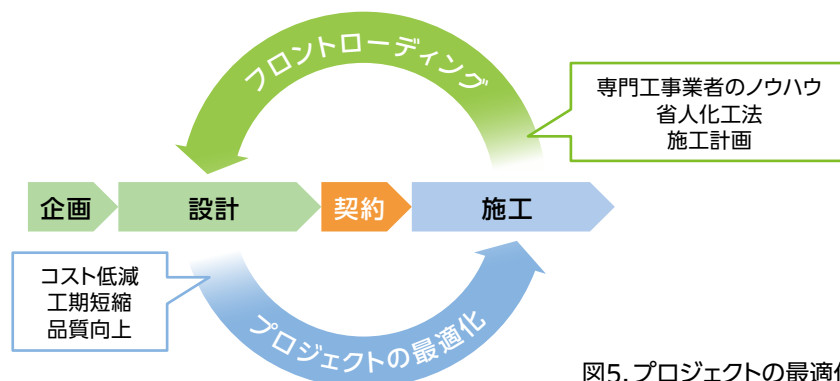 フロントローディング
専門工事業者のノウハウ
省人化工法
施工計画
企画
設計
契約
施工
コスト低減
工期短縮
品質向上
プロジェクトの最適化
図5.プロジェクトの最適化